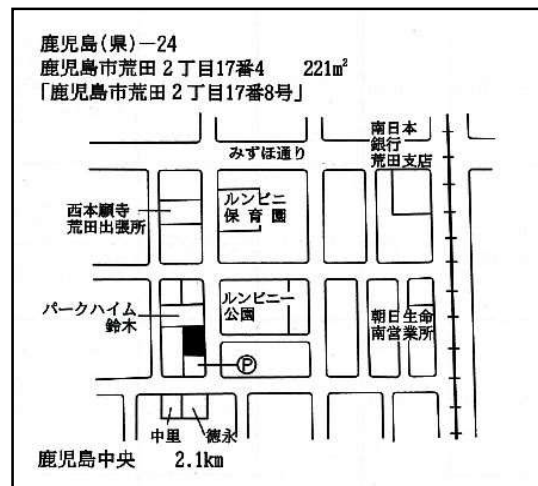 鹿児島(県)−24
鹿児島市荒田2丁目17番4　221㎡
「鹿児島市荒田2丁目17番8号」
みずほ通り
南日本
銀行
荒田支店
西本願寺
荒田出張所
ルンビニ
保育園
パークハイム
鈴木
ルンビニー
公園
朝日生命
南営業所
Ⓟ
中里
徳永
鹿児島中央　2.1km